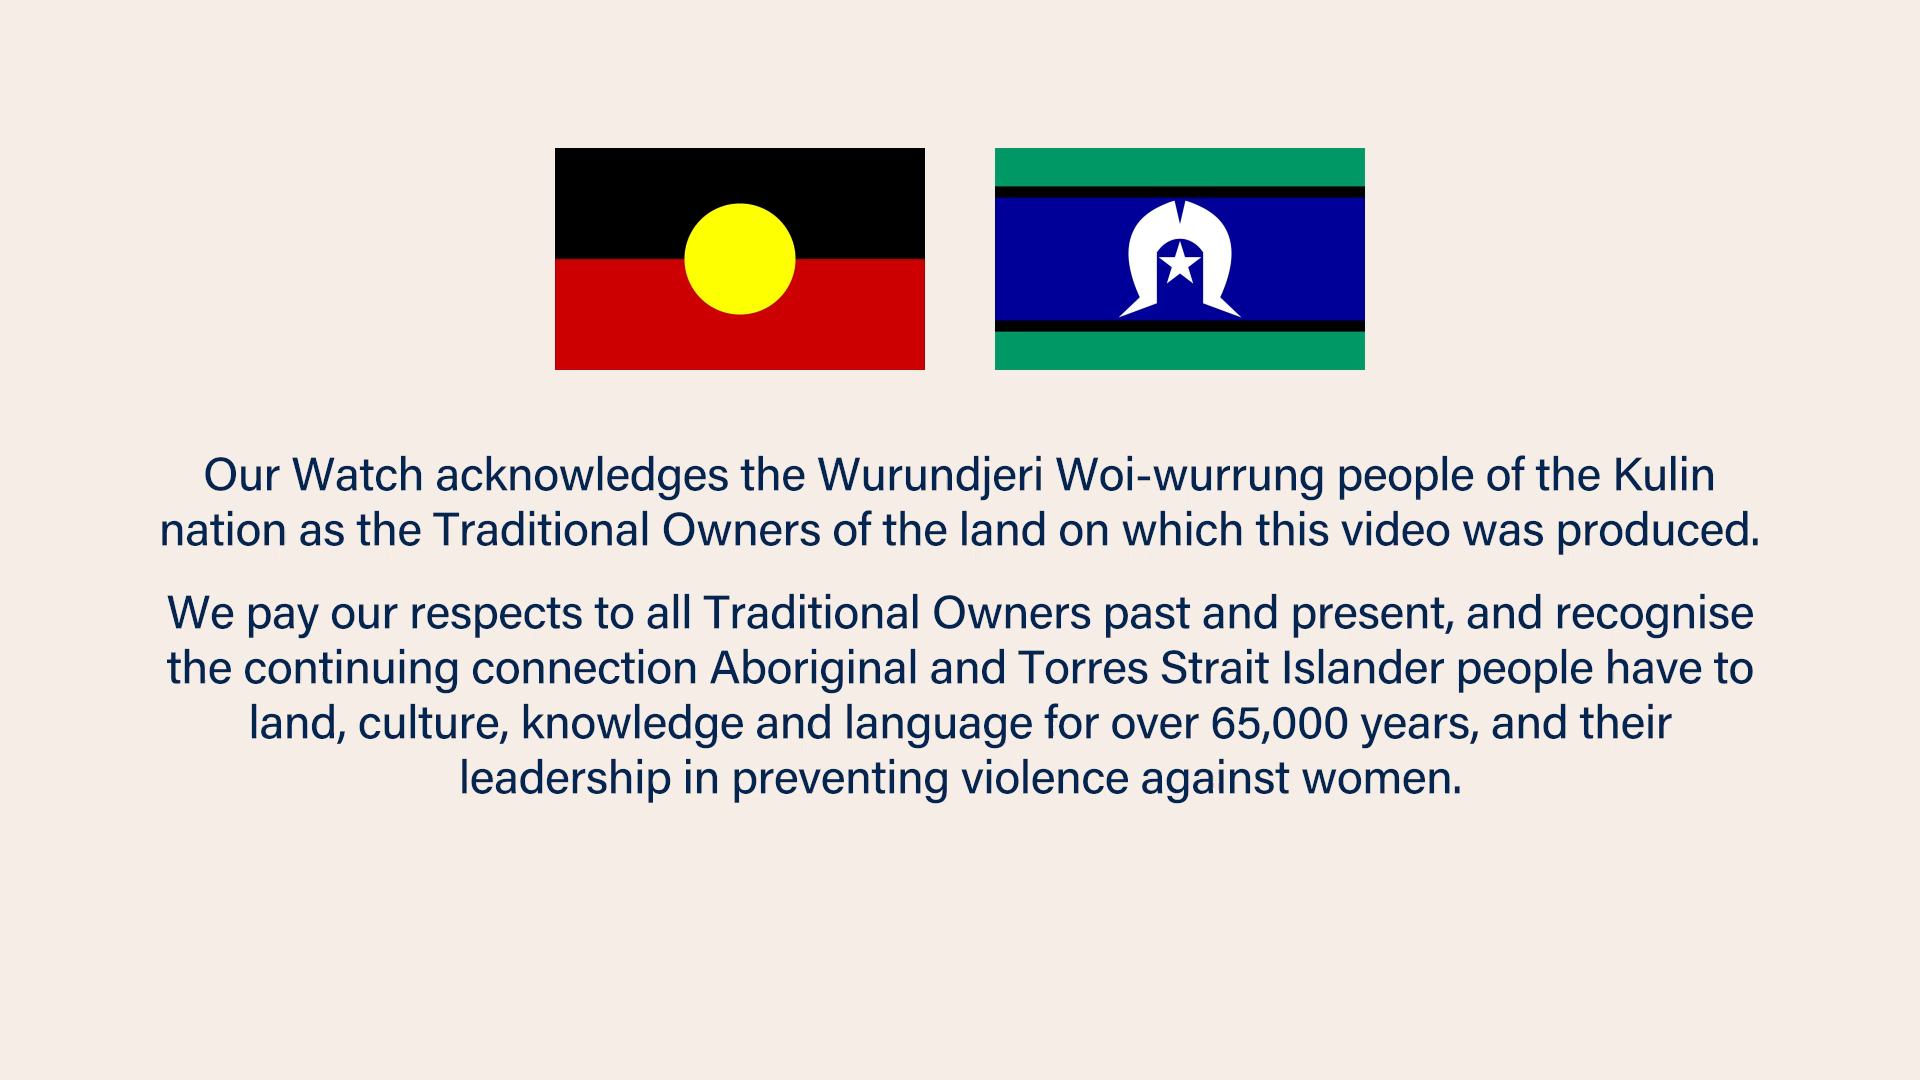 Our Watch acknowledges the Wurundjeri Woi-wurrung people of the Kulin
nation as the Traditional Owners of the land on which this video was produced.
We pay our respects to all Traditional Owners past and present, and recognise
the continuing connection Aboriginal and Torres Strait Islander people have to
land, culture, knowledge and language for over 65,000 years, and their
leadership in preventing violence against women.